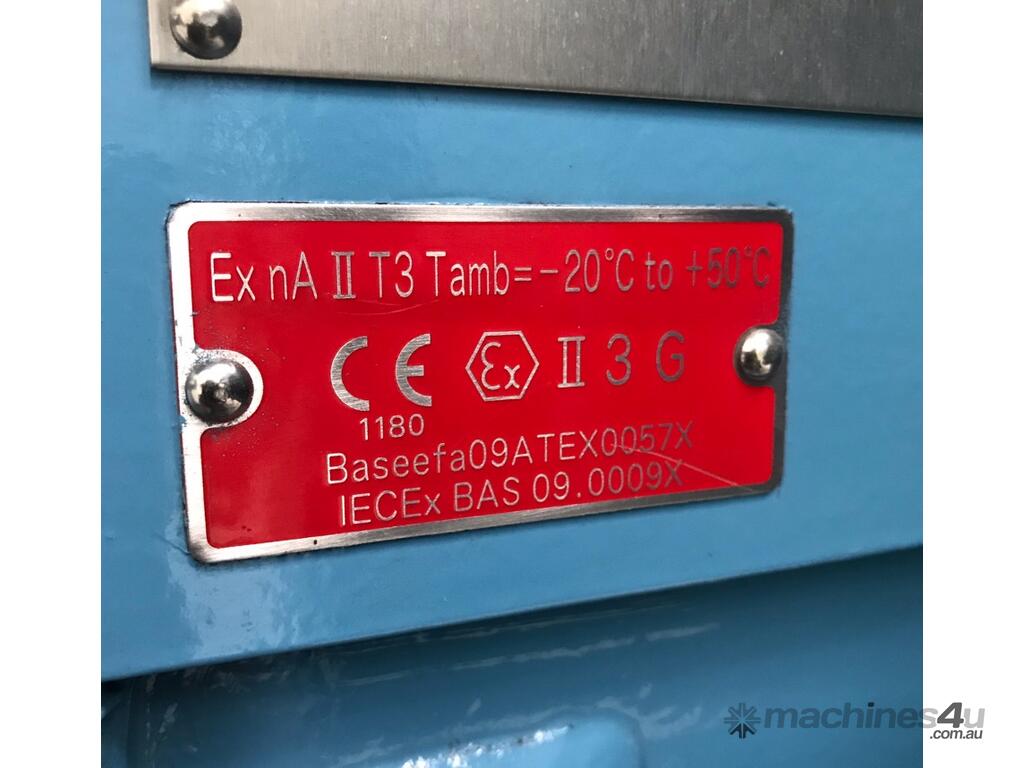 Ex nA II T3 Tamb=-20°C to +50°C
CE Ex II 3 G
1180
Baseefa09ATEX0057X
IECEx BAS 09.0009X
machines4u
.com.au